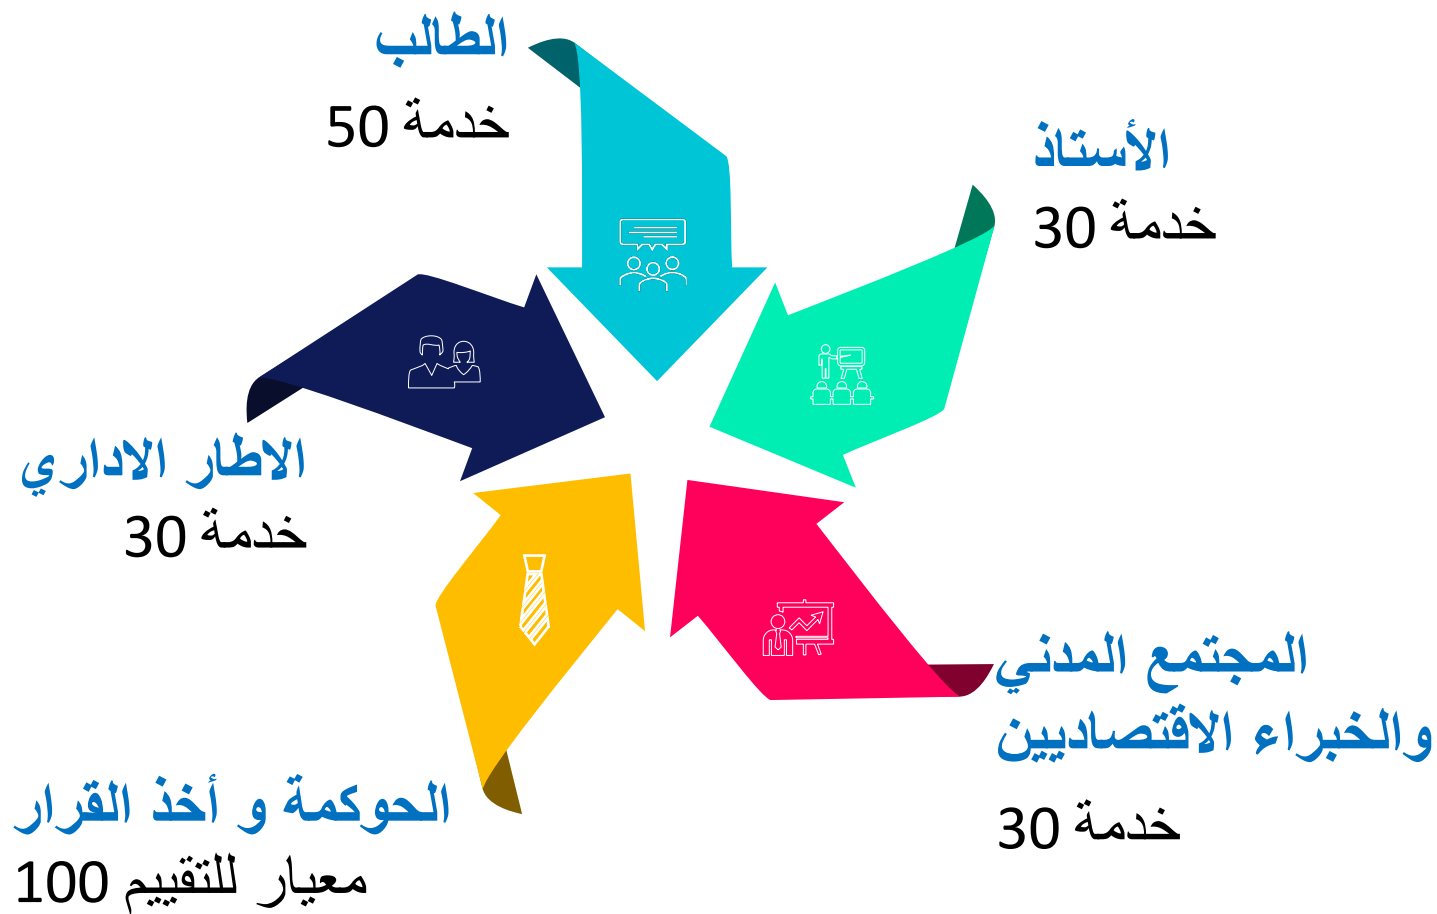 الطالب
50 خدمة
الأستاذ
30 خدمة
الاطار الاداري
30 خدمة
المجتمع المدني
والخبراء الاقتصاديين
30 خدمة
الحوكمة و أخذ القرار
100 معيار للتقييم